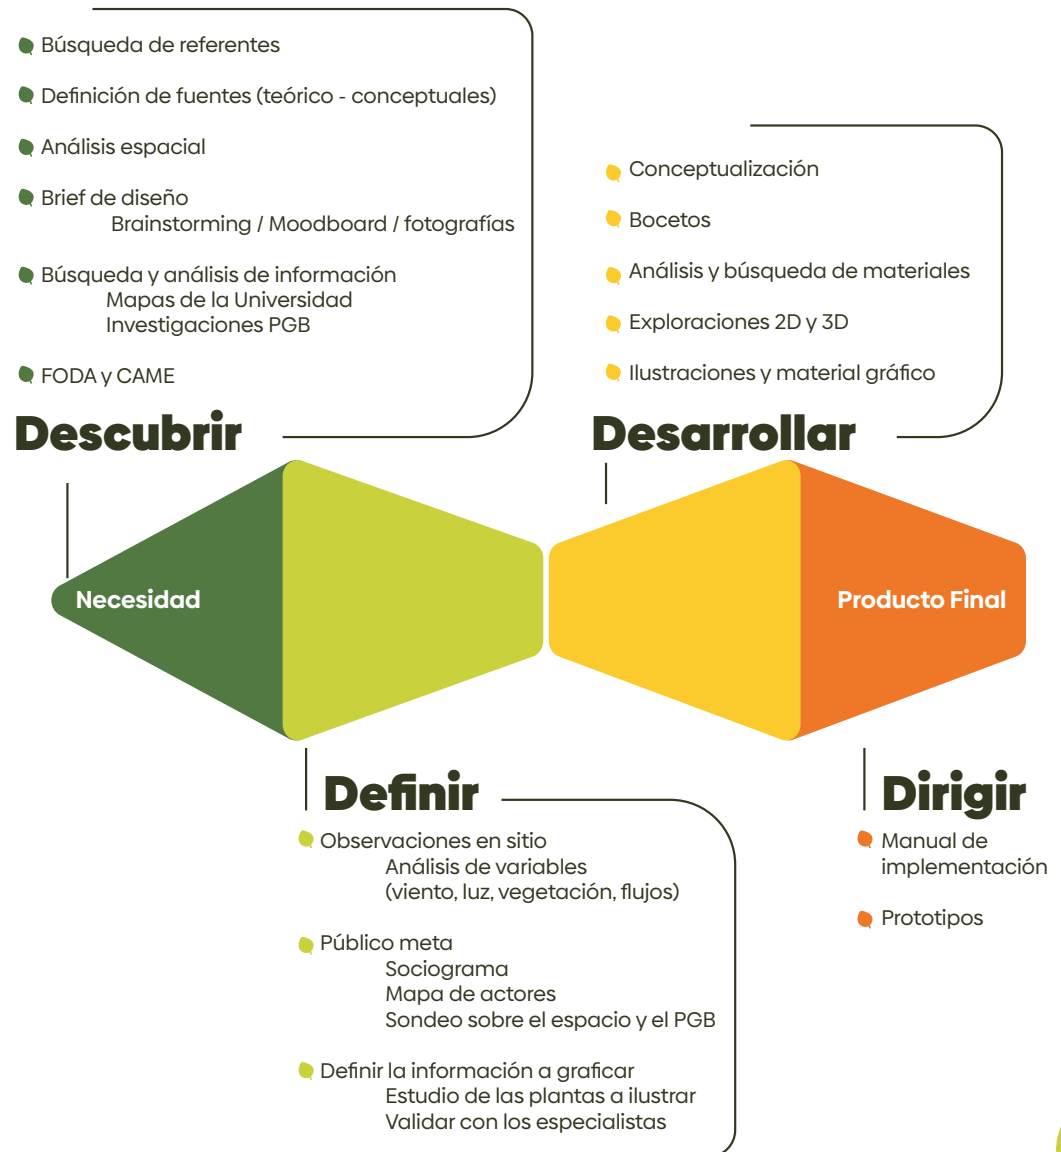 Búsqueda de referentes
Definición de fuentes (teórico - conceptuales)
Análisis espacial
Brief de diseño
Brainstorming / Moodboard / fotografías
Búsqueda y análisis de información
Mapas de la Universidad
Investigaciones PGB
FODA y CAME
Descubrir
Conceptualización
Bocetos
Análisis y búsqueda de materiales
Exploraciones 2D y 3D
Ilustraciones y material gráfico
Desarrollar
Necesidad
Producto Final
Definir
Observaciones en sitio
Análisis de variables
(viento, luz, vegetación, flujos)
Público meta
Sociograma
Mapa de actores
Sondeo sobre el espacio y el PGB
Definir la información a graficar
Estudio de las plantas a ilustrar
Validar con los especialistas
Dirigir
Manual de
implementación
Prototipos